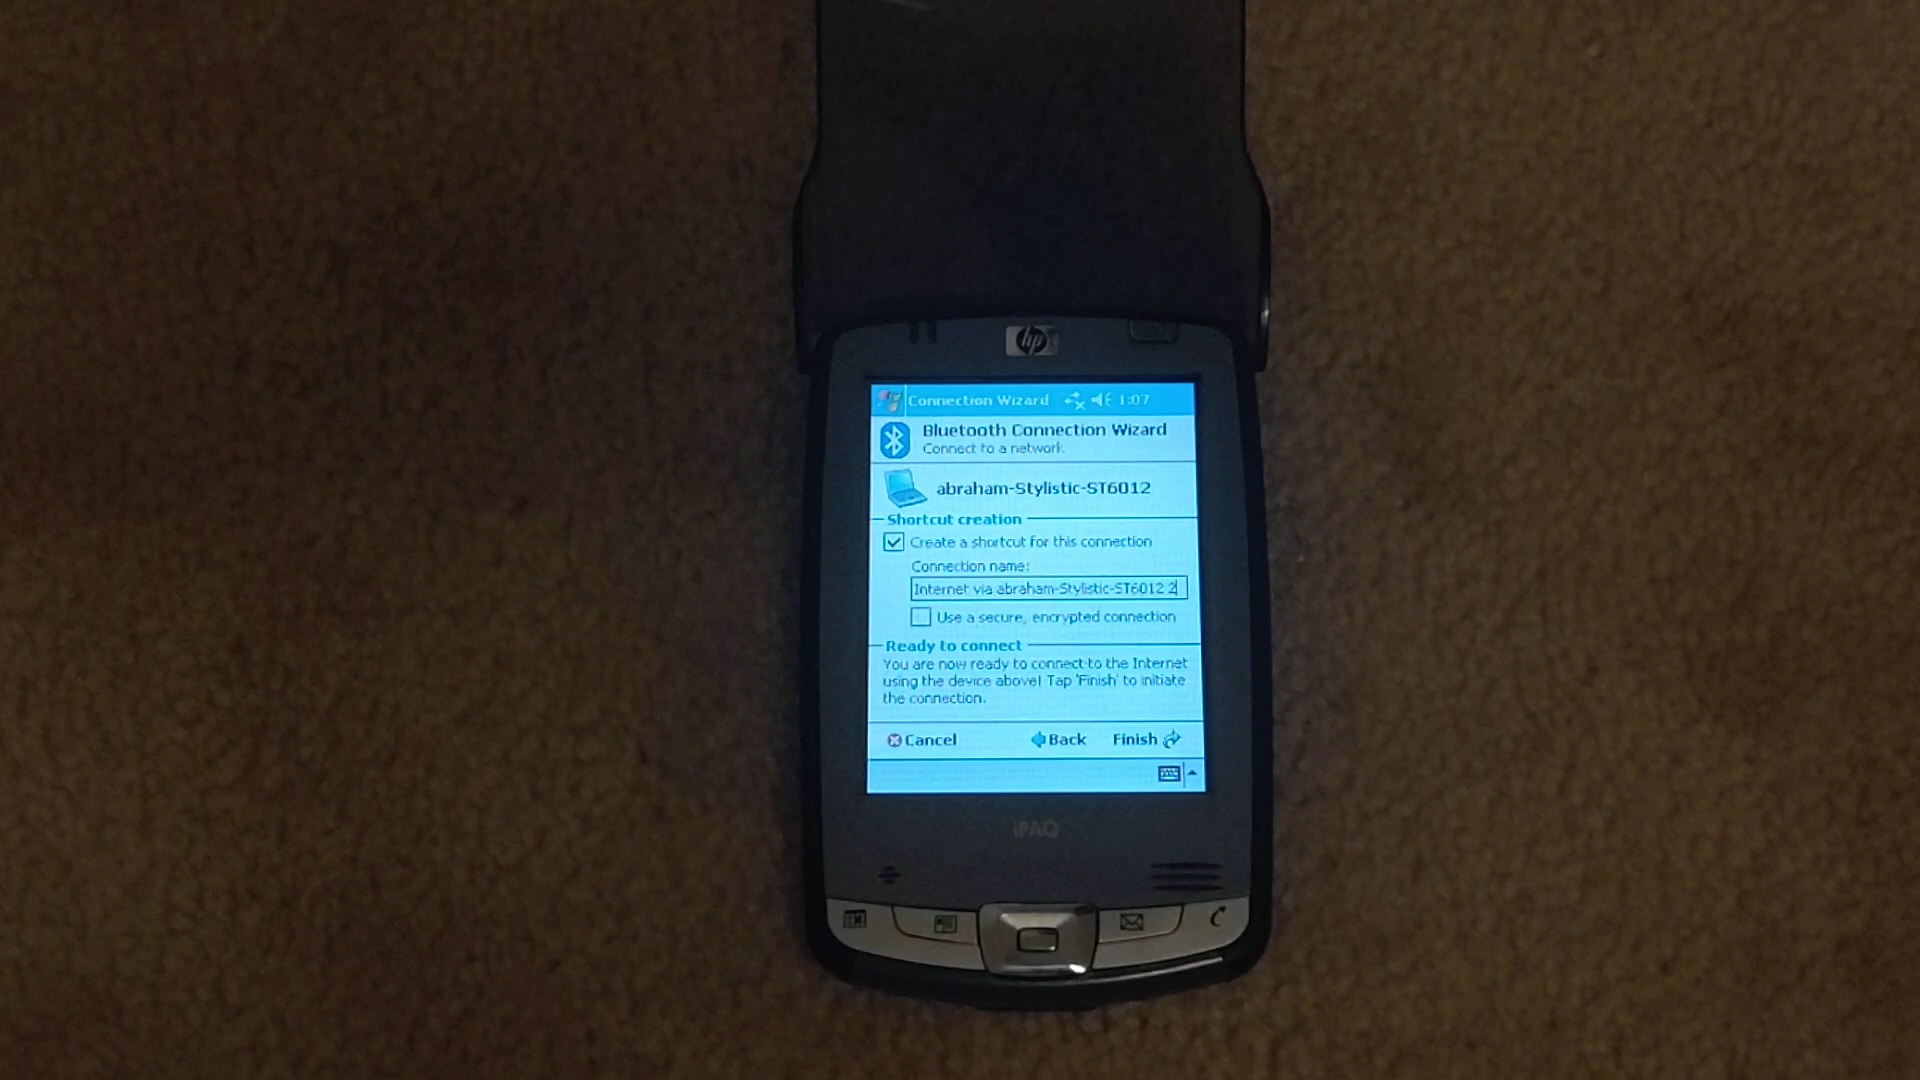 hp
Connection Wizard 1:07
Bluetooth Connection Wizard
Connect to a network
abraham-Stylistic-ST6012
Shortcut creation
Create a shortcut for this connection
Connection name:
Internet via abraham-Stylistic-ST6012 2
Use a secure, encrypted connection
Ready to connect
You are now ready to connect to the Internet
using the device above! Tap 'Finish' to initiate
the connection.
Cancel Back Finish
iPAQ